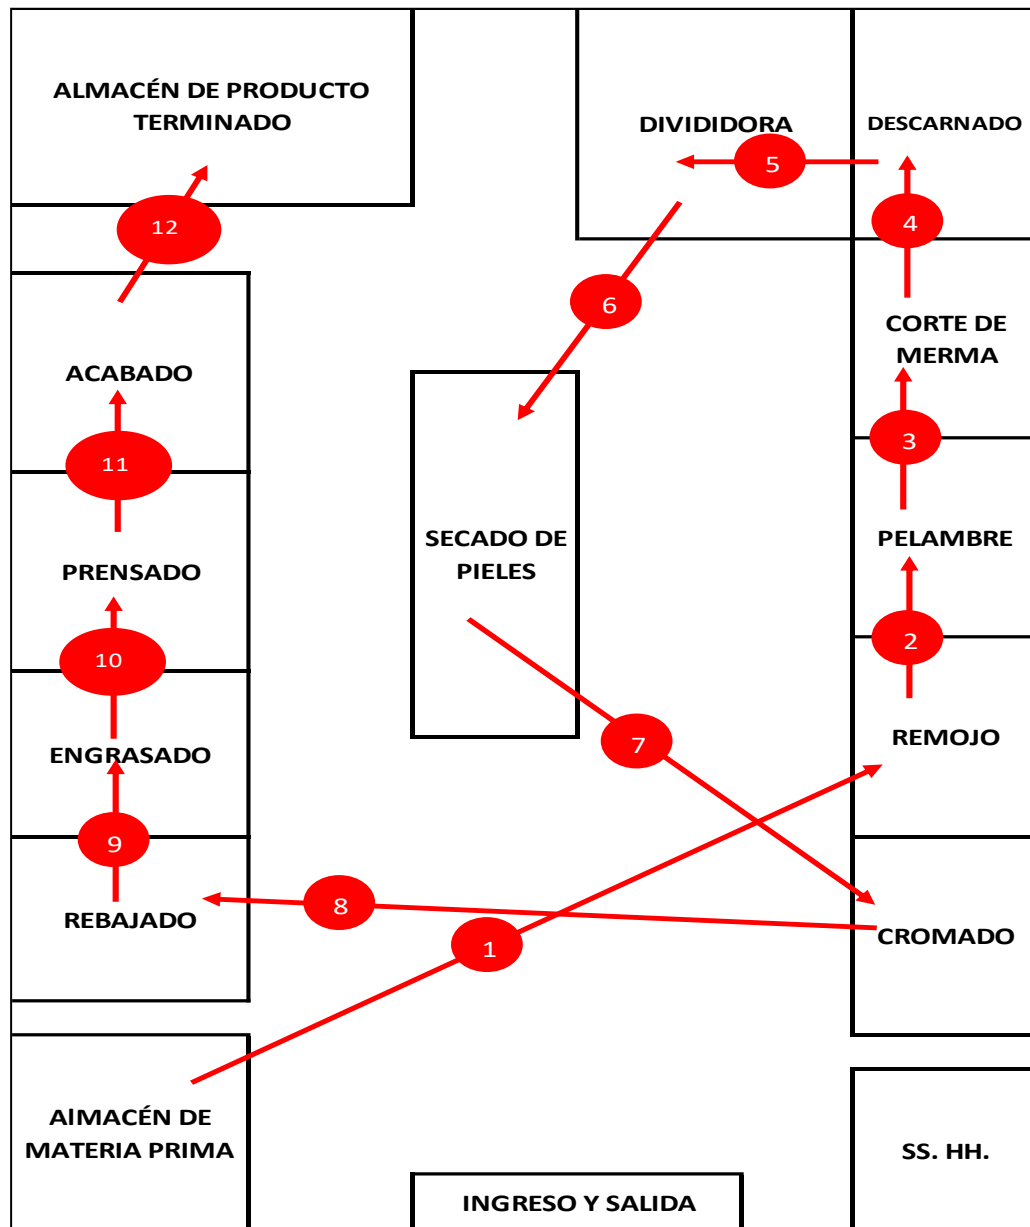 ALMACÉN DE PRODUCTO
TERMINADO
DIVIDIDORA
DESCARNADO
5
12
4
6
CORTE DE
MERMA
ACABADO
3
11
SECADO DE
PIELES
PELAMBRE
PRENSADO
2
10
7
REMOJO
ENGRASADO
9
8
REBAJADO
1
CROMADO
AlMACÉN DE
MATERIA PRIMA
SS. HH.
INGRESO Y SALIDA